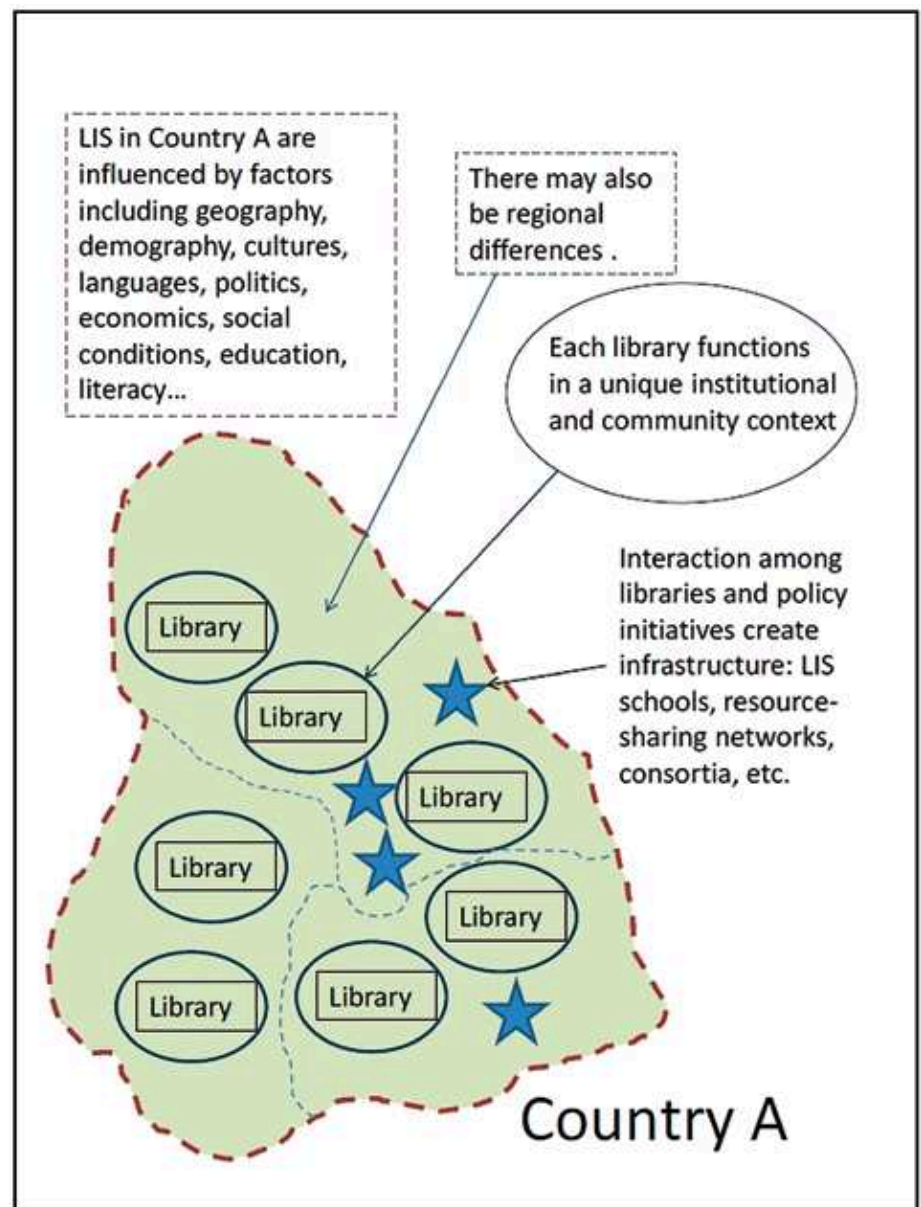 LIS in Country A are
influenced by factors
including geography,
demography, cultures,
languages, politics,
economics, social
conditions, education,
literacy...
There may also
be regional
differences .
Each library functions
in a unique institutional
and community context
Interaction among
libraries and policy
initiatives create
infrastructure: LIS
schools, resource-
sharing networks,
consortia, etc.
Library
Library
Library
Library
Library
Library
Library
Country A